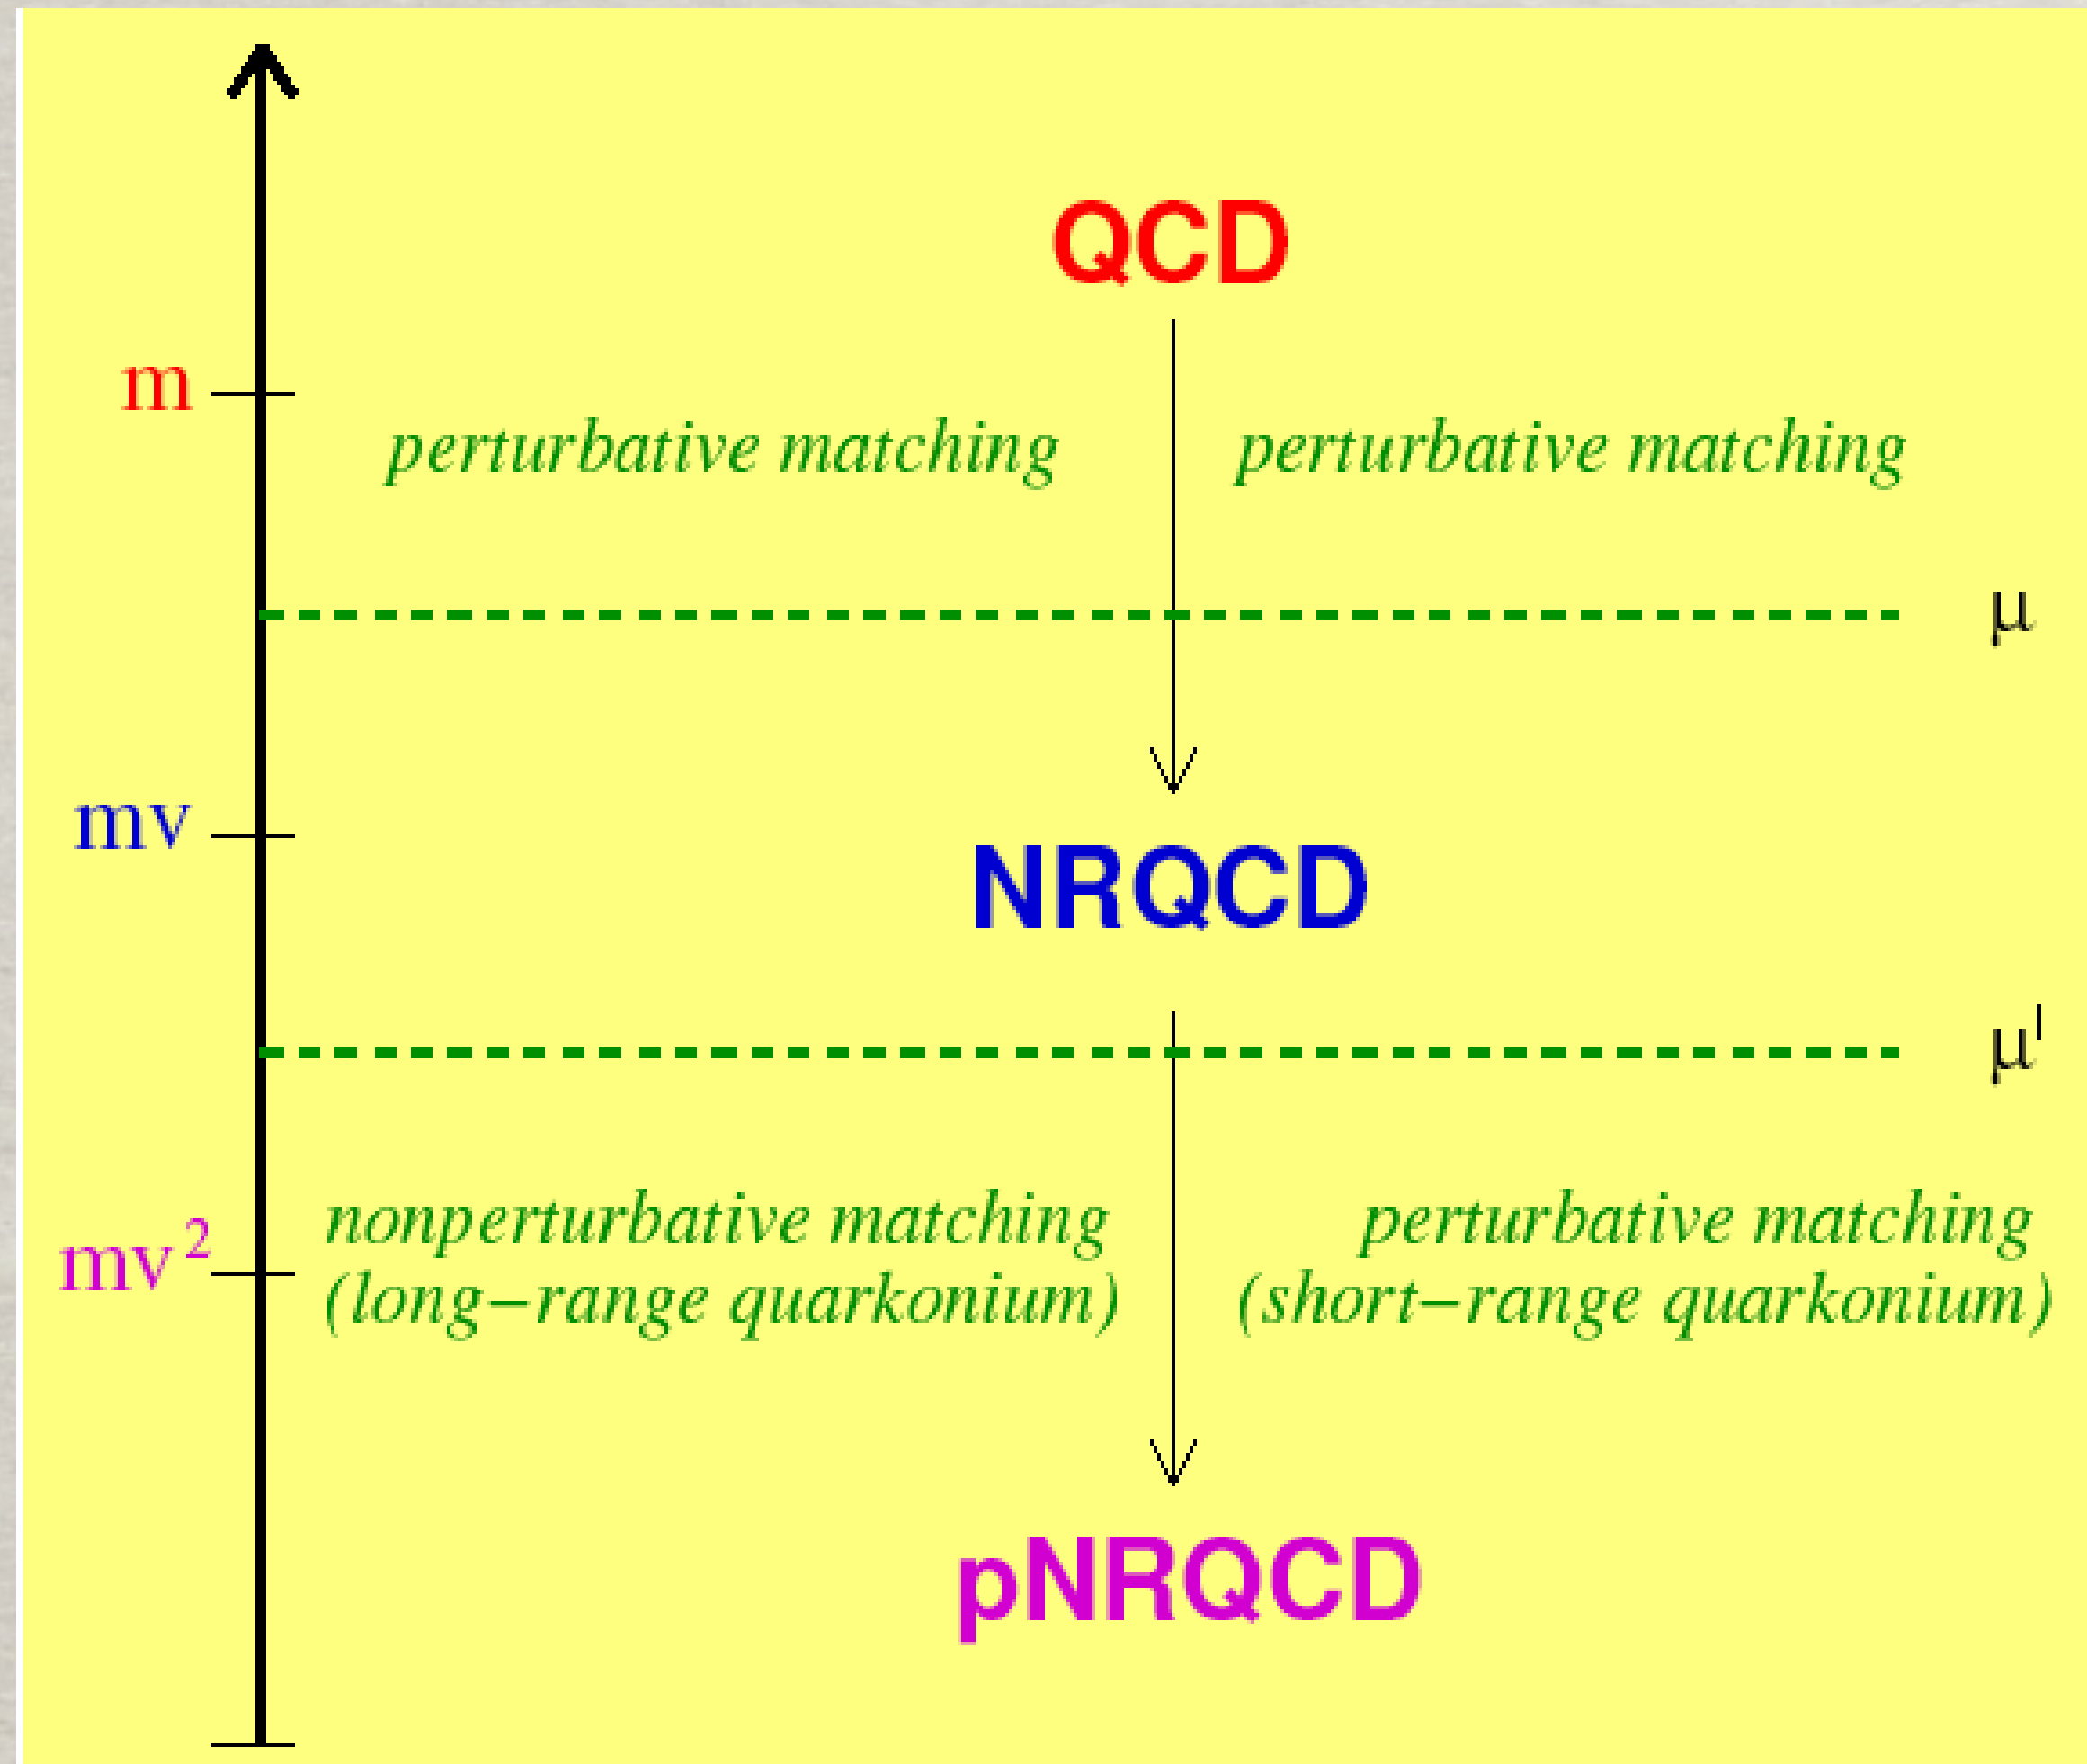 QCD
m
perturbative matching perturbative matching
μ
mv
NRQCD
μ'
nonperturbative matching perturbative matching
mv²
(long–range quarkonium) (short–range quarkonium)
pNRQCD